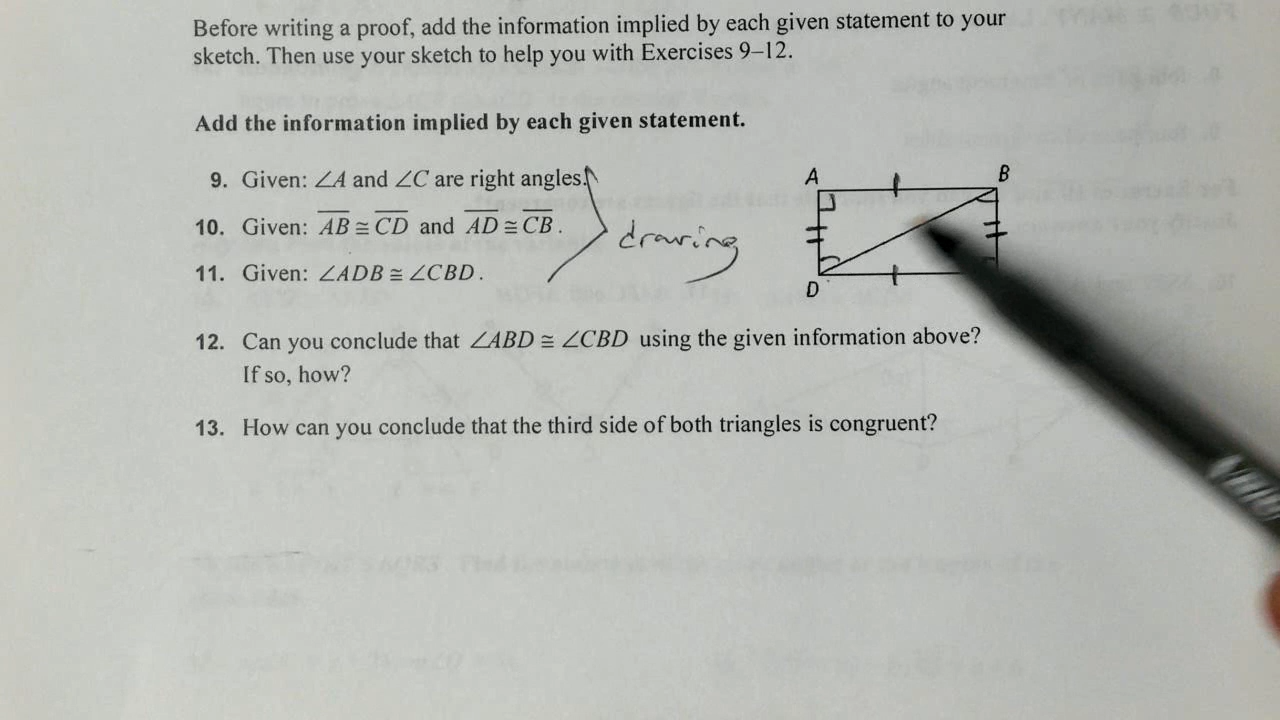 Before writing a proof, add the information implied by each given statement to your
sketch. Then use your sketch to help you with Exercises 9–12.
Add the information implied by each given statement.
9. Given: ∠A and ∠C are right angles.
10. Given: A̅B̅ ≅ C̅D̅ and A̅D̅ ≅ C̅B̅.
11. Given: ∠ADB ≅ ∠CBD.
drawing
A B
D
12. Can you conclude that ∠ABD ≅ ∠CBD using the given information above?
If so, how?
13. How can you conclude that the third side of both triangles is congruent?